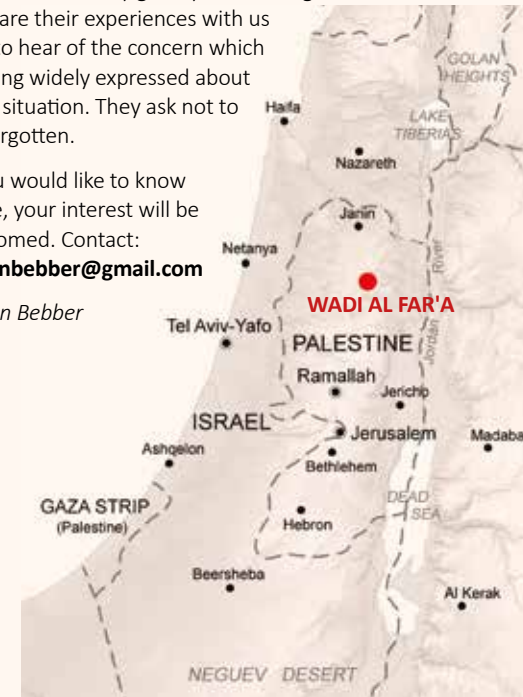 are their experiences with us
o hear of the concern which
ng widely expressed about
situation. They ask not to
rgotten.
u would like to know
e, your interest will be
omed. Contact:
nbebber@gmail.com
n Bebber
GOLAN
HEIGHTS
Haifa
LAKE
TIBERIAS
Nazareth
Janin
Netanya
River
Jordan
WADI AL FAR'A
Tel Aviv-Yafo
PALESTINE
Ramallah
Jericho
ISRAEL
Jerusalem
Madaba
Ashqelon
Bethlehem
DEAD
SEA
GAZA STRIP
(Palestine)
Hebron
Beersheba
Al Kerak
NEGUEV DESERT